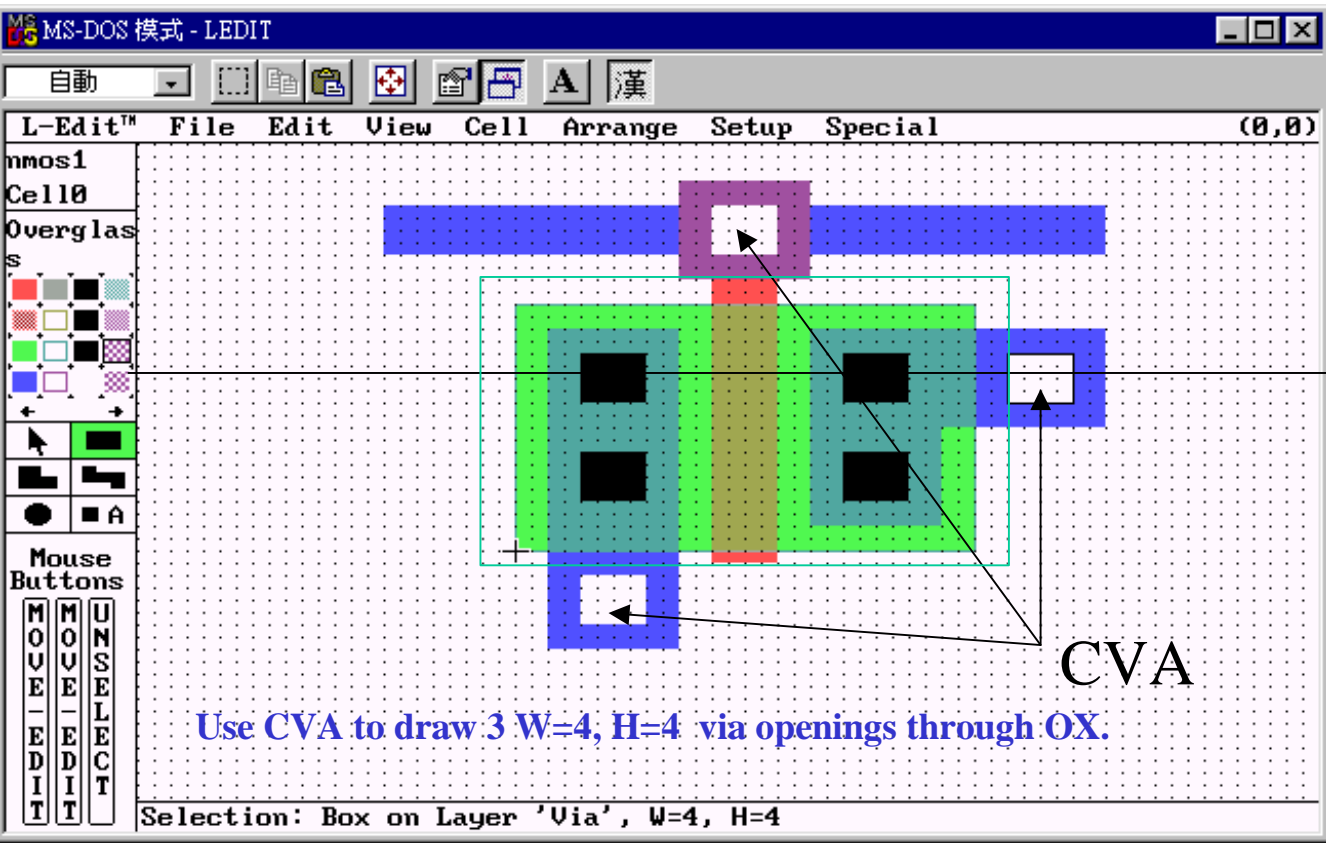 MS-DOS 模式 - LEDIT
自動 A 漢
L-Edit™ File Edit View Cell Arrange Setup Special (0,0)
nmos1
Cell0
Overglas
s
A
Mouse
Buttons
MOVE-EDIT
MOVE-EDIT
UNSELECT
CVA
Use CVA to draw 3 W=4, H=4 via openings through OX.
Selection: Box on Layer 'Via', W=4, H=4